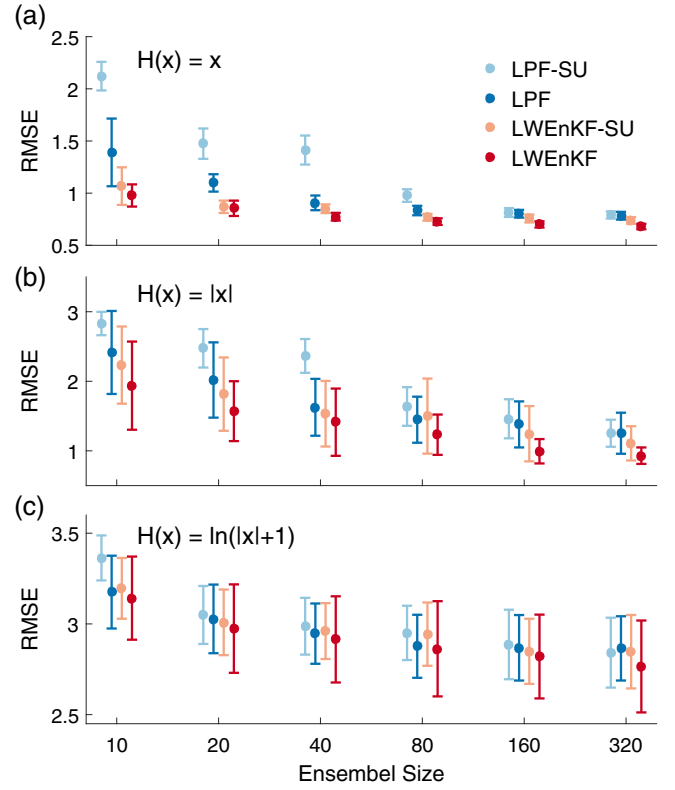 (a)
H(x) = x
LPF-SU
LPF
LWEnKF-SU
LWEnKF
RMSE
2.5
2
1.5
1
0.5
(b)
H(x) = |x|
RMSE
3
2
1
(c)
H(x) = ln(|x|+1)
RMSE
3.5
3
2.5
10 20 40 80 160 320
Ensembel Size